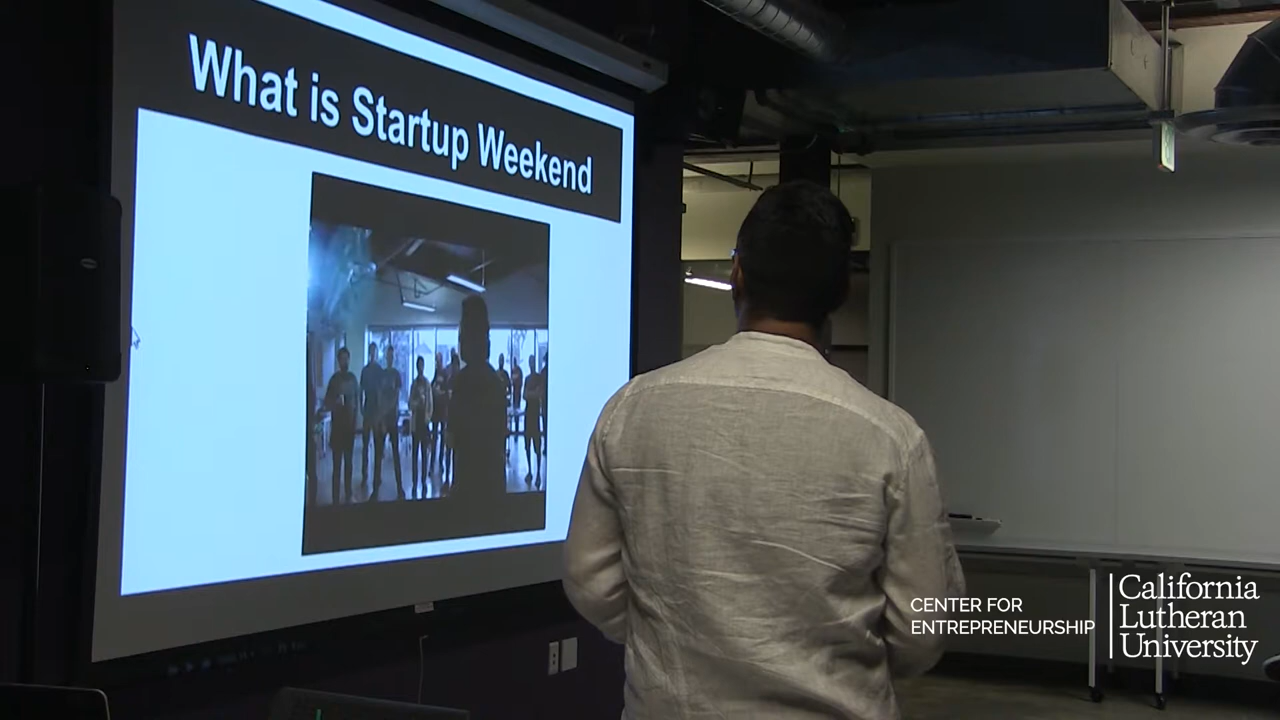 What is Startup Weekend
CENTER FOR
ENTREPRENEURSHIP
California
Lutheran
University